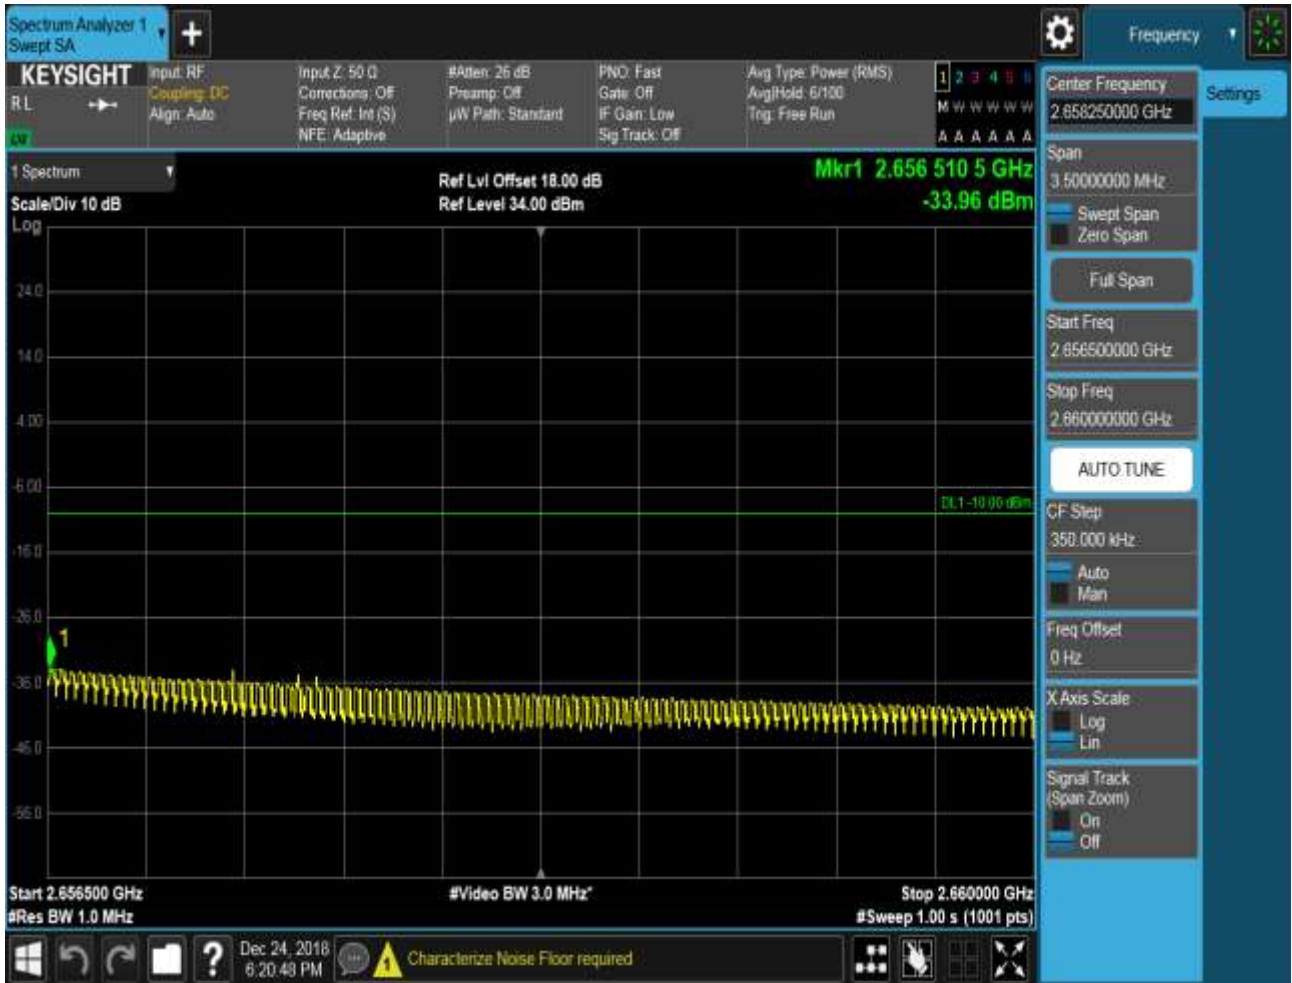 Spectrum Analyzer 1
Swept SA
+
Frequency
KEYSIGHT
RL
Input: RF
Coupling: DC
Align: Auto
Input Z: 50 Ω
Corrections: Off
Freq Ref: Int (S)
NFE: Adaptive
#Atten: 26 dB
Preamp: Off
µW Path: Standard
PNO: Fast
Gate: Off
IF Gain: Low
Sig Track: Off
Avg Type: Power (RMS)
Avg|Hold: 6/100
Trig: Free Run
1 2 3 4 5 6
M W W W W W
A A A A A A
Center Frequency
2.658250000 GHz
Settings
Span
3.50000000 MHz
Swept Span
Zero Span
Full Span
Start Freq
2.656500000 GHz
Stop Freq
2.660000000 GHz
AUTO TUNE
CF Step
350.000 kHz
Auto
Man
Freq Offset
0 Hz
X Axis Scale
Log
Lin
Signal Track
(Span Zoom)
On
Off
1 Spectrum
Scale/Div 10 dB
Log
Ref Lvl Offset 18.00 dB
Ref Level 34.00 dBm
Mkr1 2.656 510 5 GHz
-33.96 dBm
24.0
14.0
4.00
-6.00
DL1 -10.00 dBm
-16.0
-26.0
1
-36.0
-46.0
-56.0
Start 2.656500 GHz
#Video BW 3.0 MHz*
Stop 2.660000 GHz
#Res BW 1.0 MHz
#Sweep 1.00 s (1001 pts)
?
Dec 24, 2018
6:20:48 PM
1
Characterize Noise Floor required